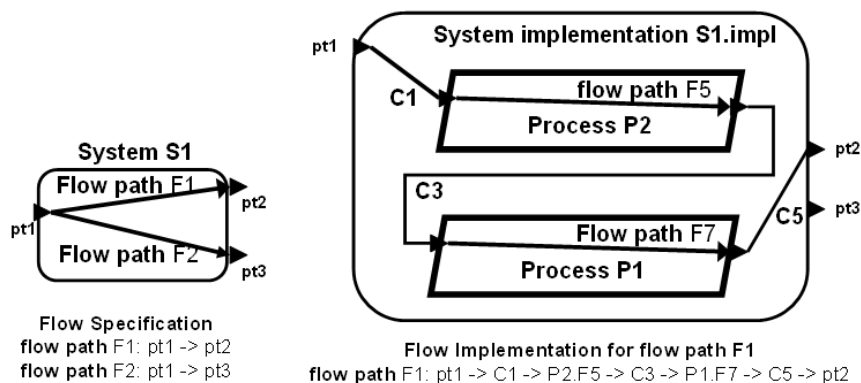 System S1
Flow path F1
pt1
pt2
Flow path F2
pt3
Flow Specification
flow path F1: pt1 -> pt2
flow path F2: pt1 -> pt3
System implementation S1.impl
pt1
C1
flow path F5
Process P2
C3
pt2
pt3
C5
Flow path F7
Process P1
Flow Implementation for flow path F1
flow path F1: pt1 -> C1 -> P2.F5 -> C3 -> P1.F7 -> C5 -> pt2